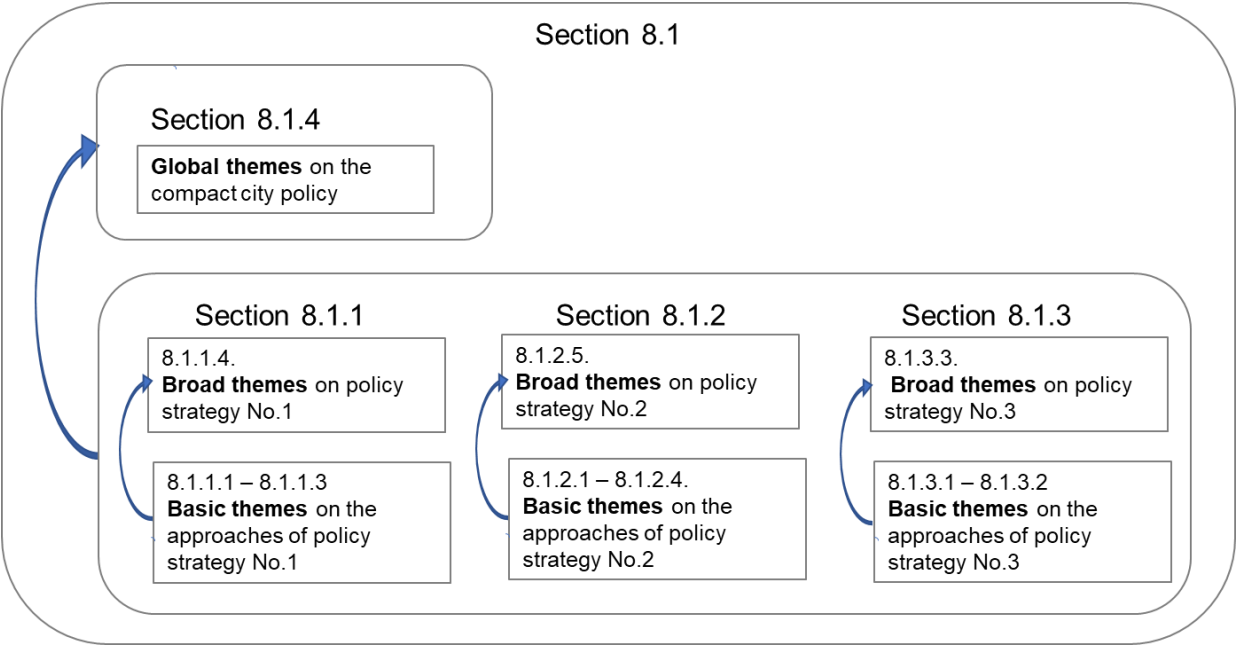 Section 8.1
Section 8.1.4
Global themes on the
compact city policy
Section 8.1.1
8.1.1.4.
Broad themes on policy
strategy No.1
8.1.1.1 – 8.1.1.3
Basic themes on the
approaches of policy
strategy No.1
Section 8.1.2
8.1.2.5.
Broad themes on policy
strategy No.2
8.1.2.1 – 8.1.2.4.
Basic themes on the
approaches of policy
strategy No.2
Section 8.1.3
8.1.3.3.
Broad themes on policy
strategy No.3
8.1.3.1 – 8.1.3.2
Basic themes on the
approaches of policy
strategy No.3